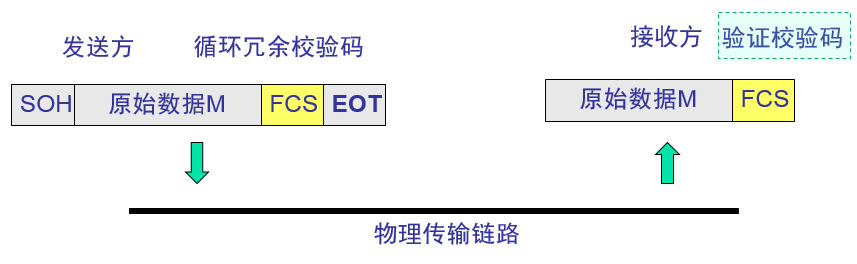 发送方 循环冗余校验码
接收方 验证校验码
SOH 原始数据M FCS EOT
原始数据M FCS
物理传输链路